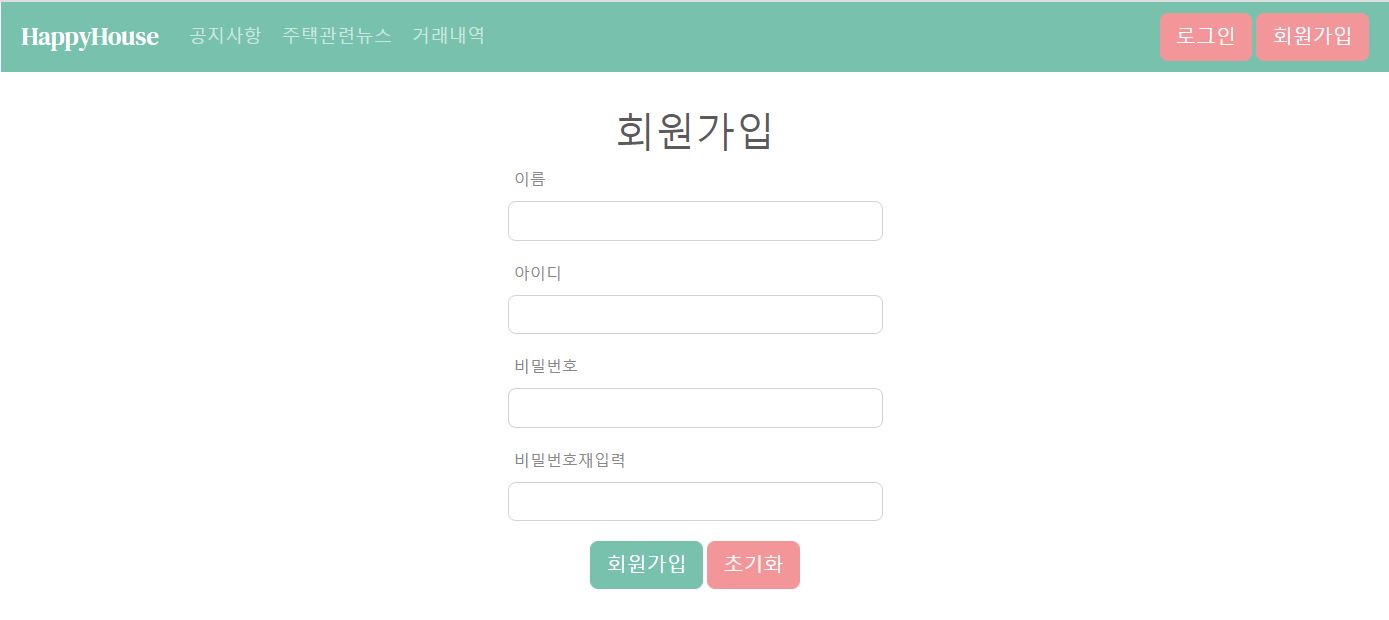 HappyHouse 공지사항 주택관련뉴스 거래내역 로그인 회원가입
회원가입
이름
아이디
비밀번호
비밀번호재입력
회원가입 초기화